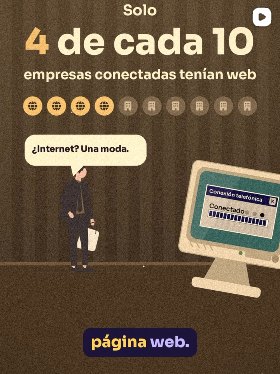 Solo
4 de cada 10
empresas conectadas tenían web
¿Internet? Una moda.
Conexión telefónica
Conectado
página web.